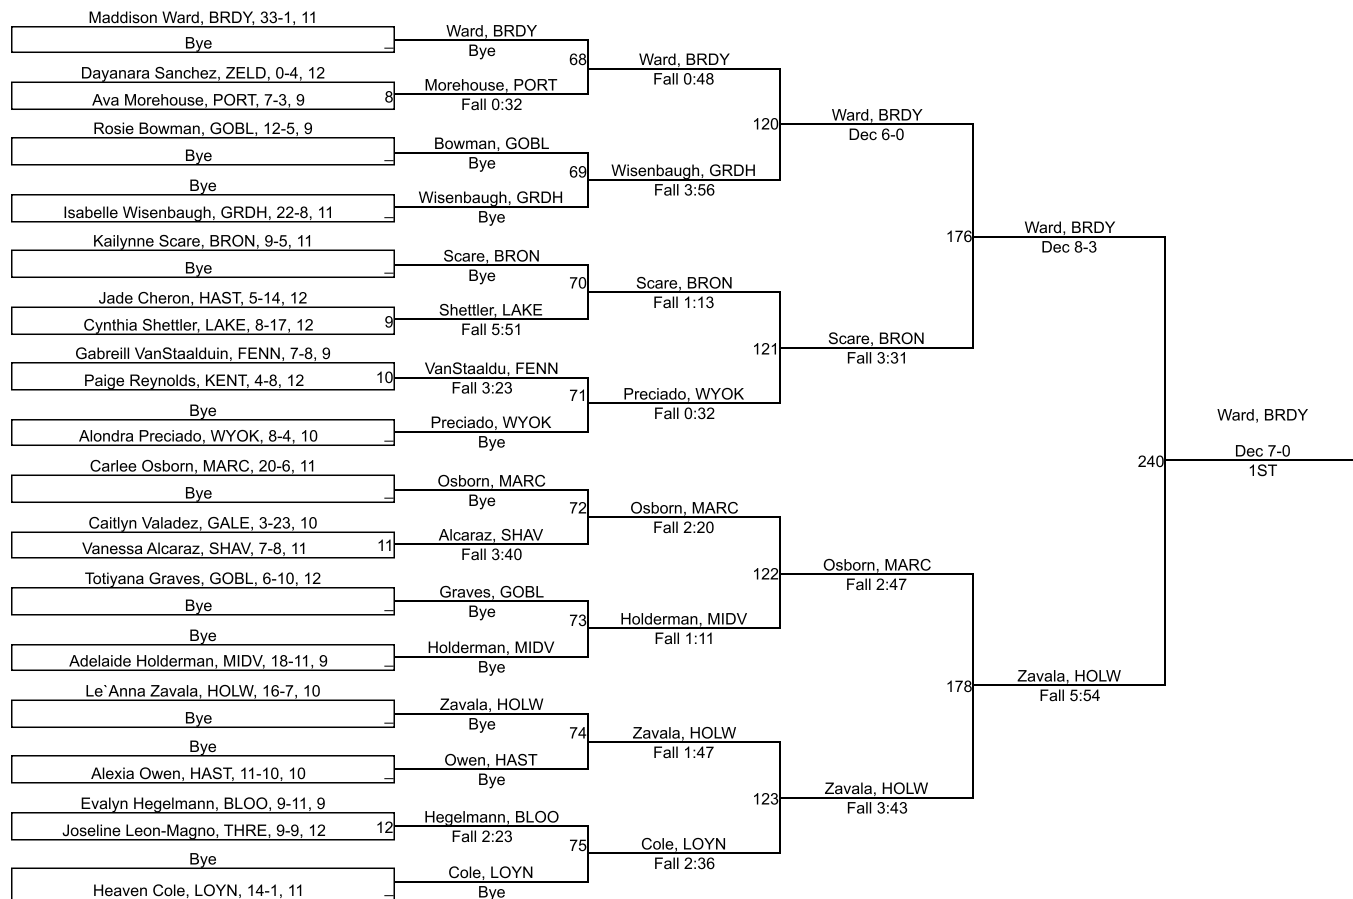 Maddison Ward, BRDY, 33-1, 11
Bye
Dayanara Sanchez, ZELD, 0-4, 12
Ava Morehouse, PORT, 7-3, 9
8
Rosie Bowman, GOBL, 12-5, 9
Bye
Bye
Isabelle Wisenbaugh, GRDH, 22-8, 11
Kailynne Scare, BRON, 9-5, 11
Bye
Jade Cheron, HAST, 5-14, 12
Cynthia Shettler, LAKE, 8-17, 12
9
Gabreill VanStaalduin, FENN, 7-8, 9
Paige Reynolds, KENT, 4-8, 12
10
Bye
Alondra Preciado, WYOK, 8-4, 10
Carlee Osborn, MARC, 20-6, 11
Bye
Caitlyn Valadez, GALE, 3-23, 10
Vanessa Alcaraz, SHAV, 7-8, 11
11
Totiyana Graves, GOBL, 6-10, 12
Bye
Bye
Adelaide Holderman, MIDV, 18-11, 9
Le`Anna Zavala, HOLW, 16-7, 10
Bye
Bye
Alexia Owen, HAST, 11-10, 10
Evalyn Hegelmann, BLOO, 9-11, 9
Joseline Leon-Magno, THRE, 9-9, 12
12
Bye
Heaven Cole, LOYN, 14-1, 11
Ward, BRDY
Bye
68
Morehouse, PORT
Fall 0:32
Bowman, GOBL
Bye
69
Wisenbaugh, GRDH
Bye
Scare, BRON
Bye
70
Shettler, LAKE
Fall 5:51
VanStaaldu, FENN
Fall 3:23
71
Preciado, WYOK
Bye
Osborn, MARC
Bye
72
Alcaraz, SHAV
Fall 3:40
Graves, GOBL
Bye
73
Holderman, MIDV
Bye
Zavala, HOLW
Bye
74
Owen, HAST
Bye
Hegelmann, BLOO
Fall 2:23
75
Cole, LOYN
Bye
Ward, BRDY
Fall 0:48
120
Wisenbaugh, GRDH
Fall 3:56
Scare, BRON
Fall 1:13
121
Preciado, WYOK
Fall 0:32
Osborn, MARC
Fall 2:20
122
Holderman, MIDV
Fall 1:11
Zavala, HOLW
Fall 1:47
123
Cole, LOYN
Fall 2:36
Ward, BRDY
Dec 6-0
176
Scare, BRON
Fall 3:31
Osborn, MARC
Fall 2:47
178
Zavala, HOLW
Fall 3:43
Ward, BRDY
Dec 8-3
240
Zavala, HOLW
Fall 5:54
Ward, BRDY
Dec 7-0
1ST